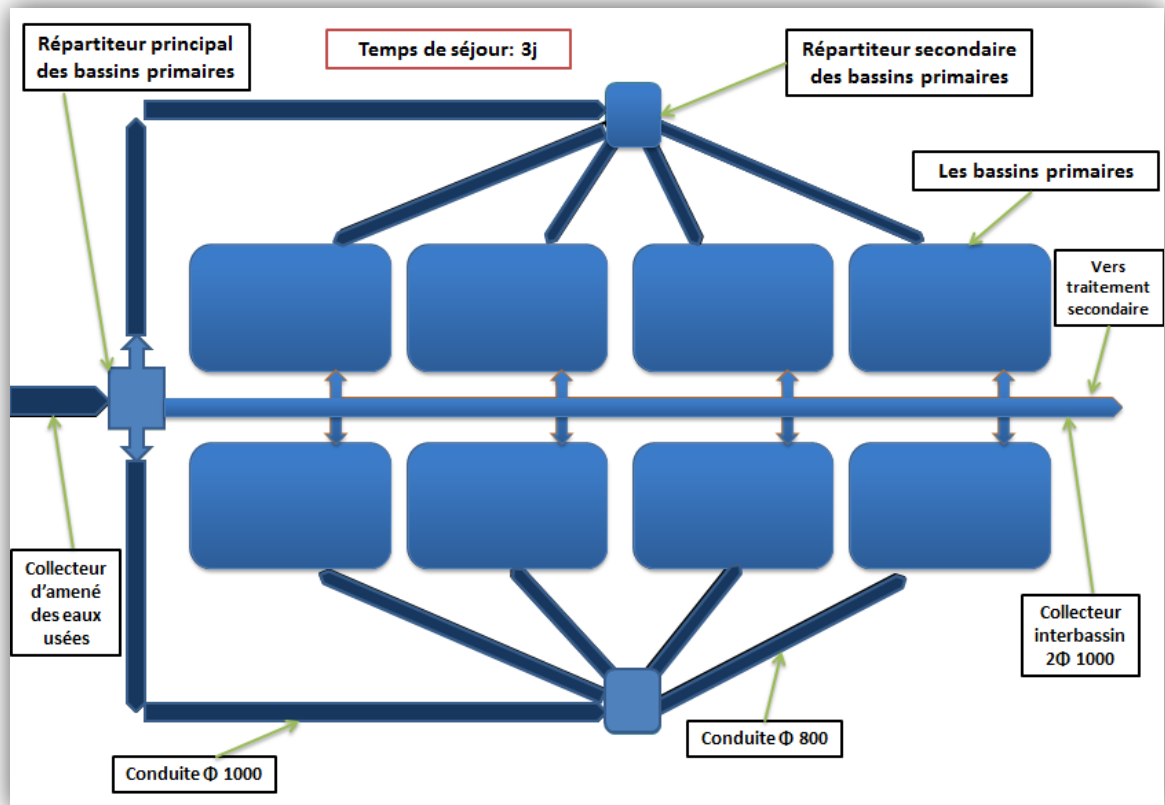 Répartiteur principal
des bassins primaires
Temps de séjour: 3j
Répartiteur secondaire
des bassins primaires
Les bassins primaires
Vers
traitement
secondaire
Collecteur
d'amené
des eaux
usées
Collecteur
interbassin
2Φ 1000
Conduite Φ 800
Conduite Φ 1000